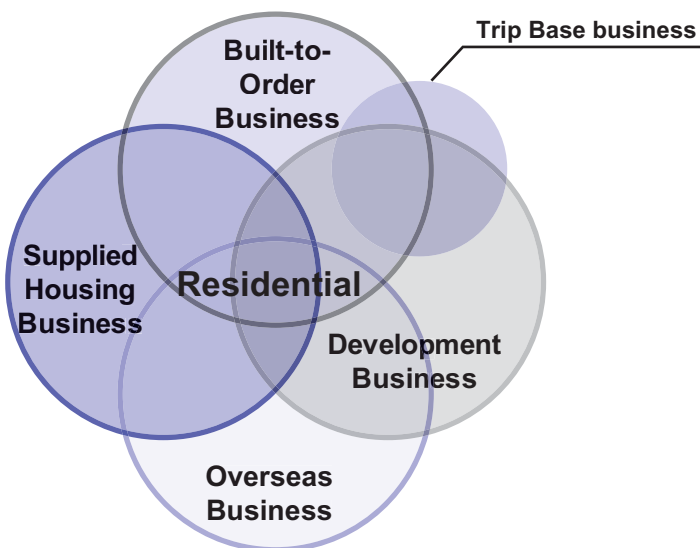 Trip Base business
Built-to-
Order
Business
Supplied
Housing
Business
Residential
Development
Business
Overseas
Business